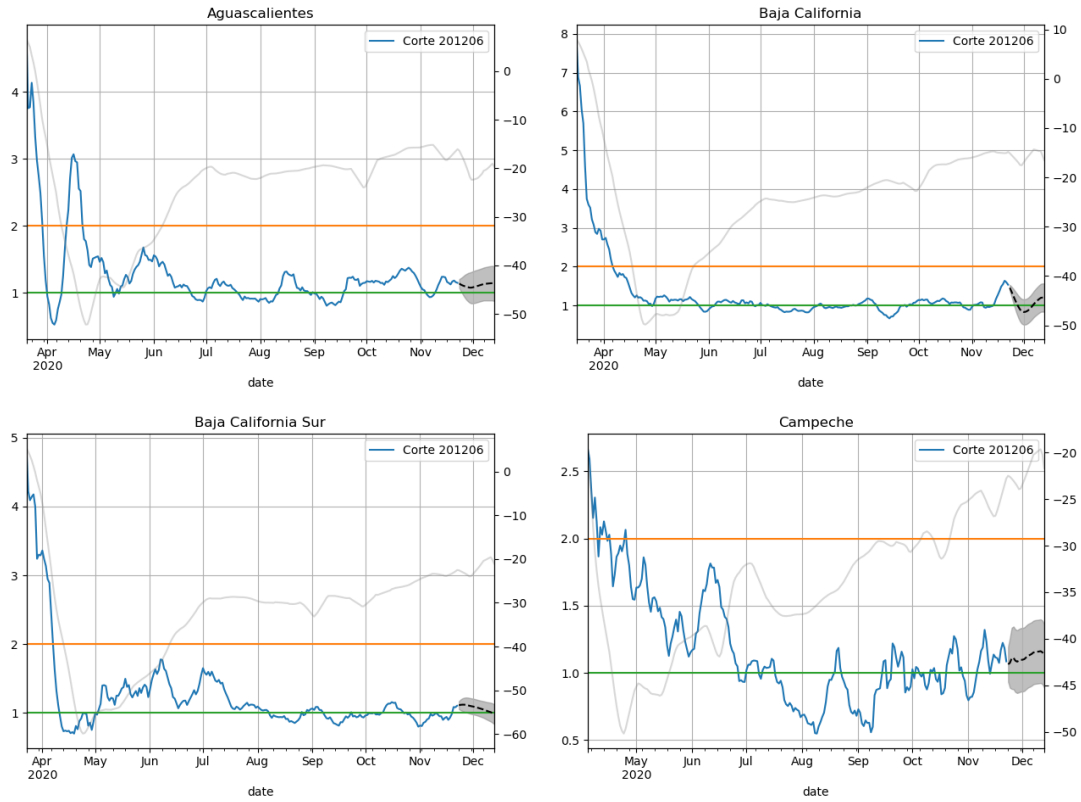 Aguascalientes
Corte 201206
4
3
2
1
0
−10
−20
−30
−40
−50
Apr
2020
May
Jun
Jul
Aug
Sep
Oct
Nov
Dec
date
Baja California
Corte 201206
8
7
6
5
4
3
2
1
10
0
−10
−20
−30
−40
−50
Apr
2020
May
Jun
Jul
Aug
Sep
Oct
Nov
Dec
date
Baja California Sur
Corte 201206
5
4
3
2
1
0
−10
−20
−30
−40
−50
−60
Apr
2020
May
Jun
Jul
Aug
Sep
Oct
Nov
Dec
date
Campeche
Corte 201206
2.5
2.0
1.5
1.0
0.5
−20
−25
−30
−35
−40
−45
−50
May
2020
Jun
Jul
Aug
Sep
Oct
Nov
Dec
date